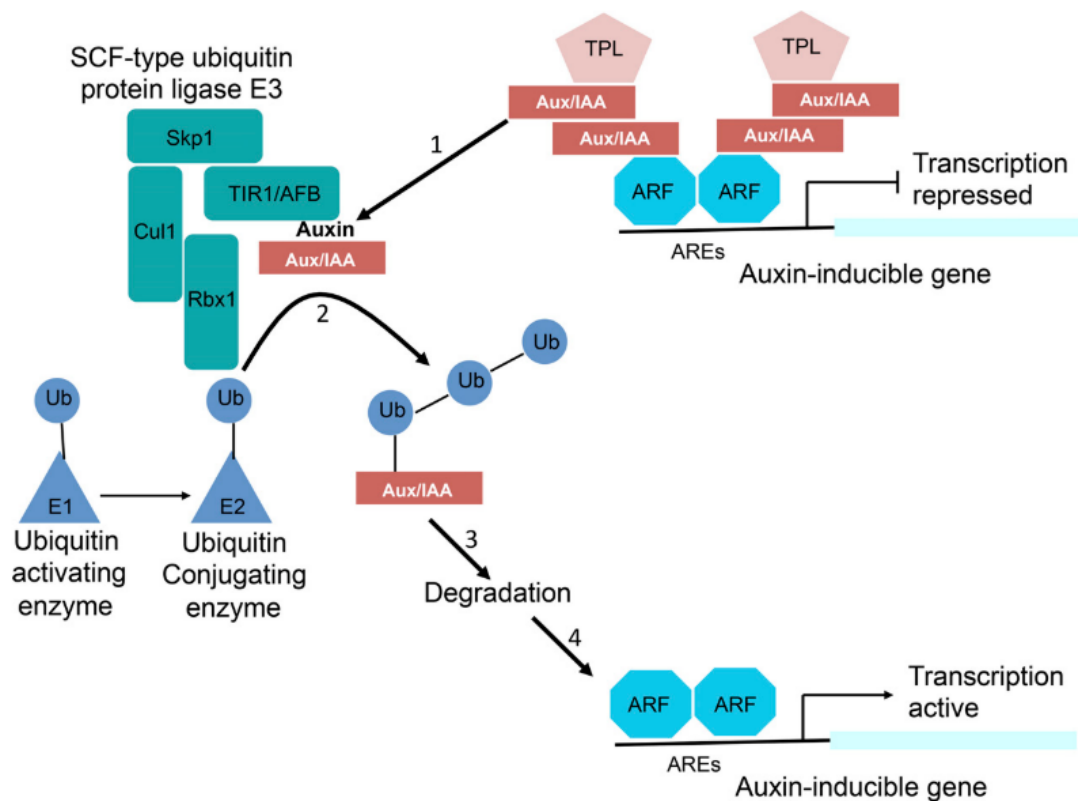 SCF-type ubiquitin
protein ligase E3
Skp1
TIR1/AFB
Cul1
Rbx1
Auxin
Aux/IAA
1
TPL
TPL
Aux/IAA
Aux/IAA
Aux/IAA
Aux/IAA
ARF
ARF
AREs
Transcription
repressed
Auxin-inducible gene
2
Ub
Ub
Ub
Ub
Ub
E1
E2
Ubiquitin
activating
enzyme
Ubiquitin
Conjugating
enzyme
Aux/IAA
3
Degradation
4
ARF
ARF
AREs
Transcription
active
Auxin-inducible gene